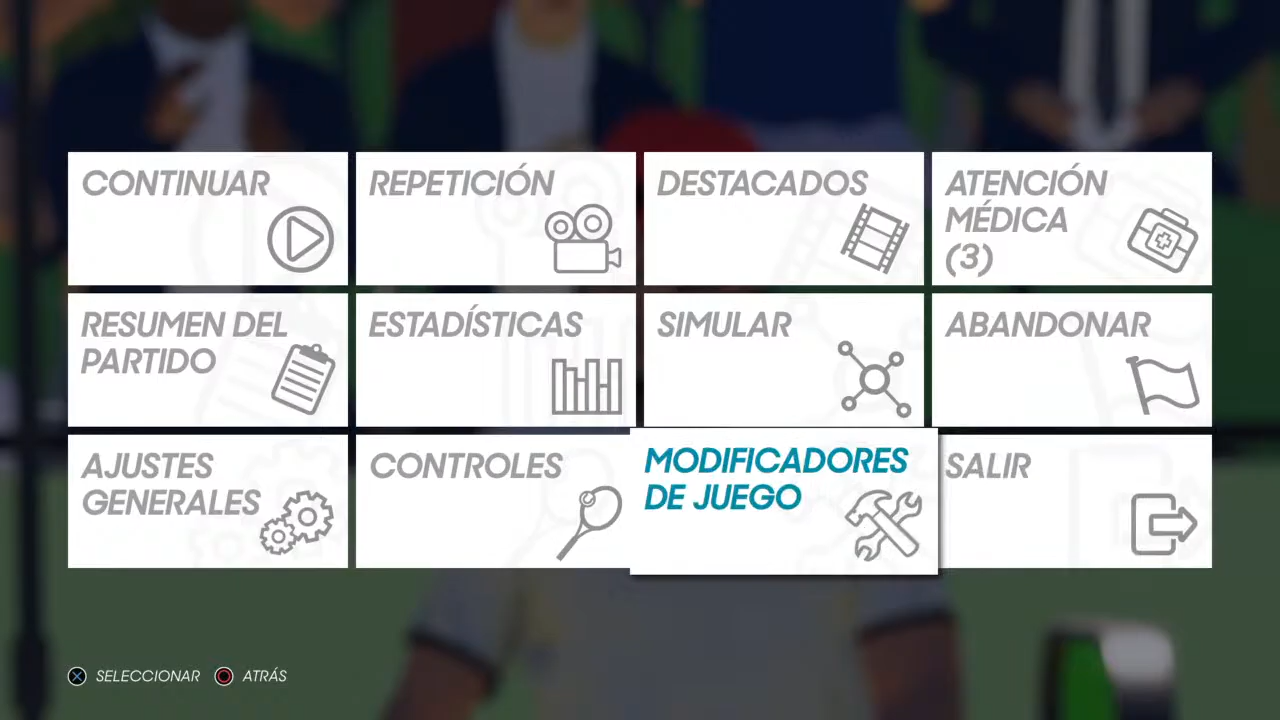 CONTINUAR
REPETICIÓN
DESTACADOS
ATENCIÓN
MÉDICA
(3)
RESUMEN DEL
PARTIDO
ESTADÍSTICAS
SIMULAR
ABANDONAR
AJUSTES
GENERALES
CONTROLES
MODIFICADORES
DE JUEGO
SALIR
SELECCIONAR
ATRÁS